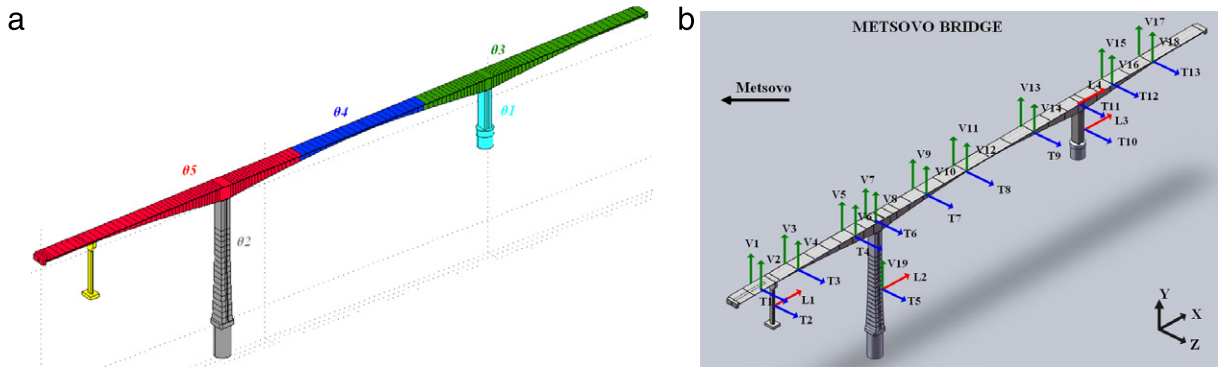 a
θ3
θ1
θ4
θ5
θ2
b
METSOVO BRIDGE
Metsovo
V17
V18
V15
V16
T13
L4
T12
V13
V14
T11
L3
T10
V11
V12
T9
V9
V10
T8
V7
V8
T7
V5
V6
T6
T4
V3
V4
V19
L2
T5
V1
V2
T3
T1
L1
T2
Y
X
Z